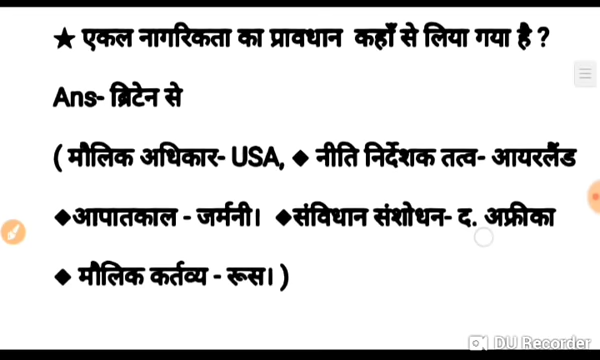 ★ एकल नागरिकता का प्रावधान कहाँ से लिया गया है ?
Ans- ब्रिटेन से
( मौलिक अधिकार- USA, ◆ नीति निर्देशक तत्व- आयरलैंड
◆आपातकाल - जर्मनी। ◆संविधान संशोधन- द. अफ्रीका
◆ मौलिक कर्तव्य - रूस। )
DU Recorder